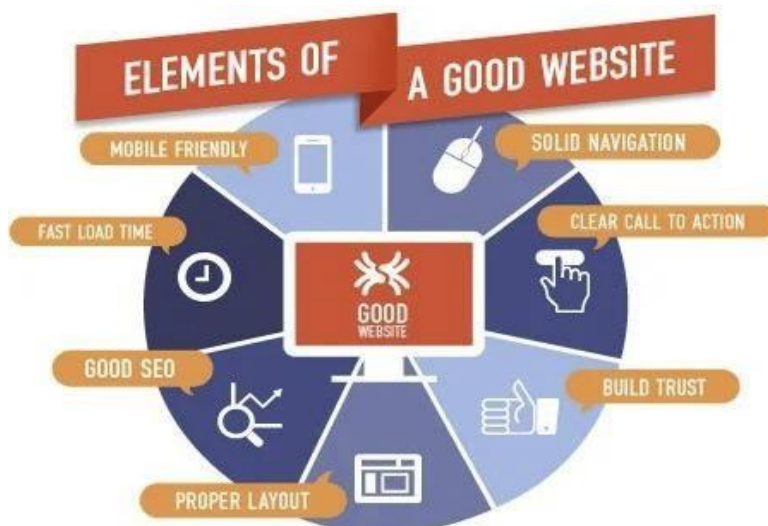 ELEMENTS OF
A GOOD WEBSITE
MOBILE FRIENDLY
SOLID NAVIGATION
FAST LOAD TIME
CLEAR CALL TO ACTION
GOOD
WEBSITE
GOOD SEO
BUILD TRUST
PROPER LAYOUT